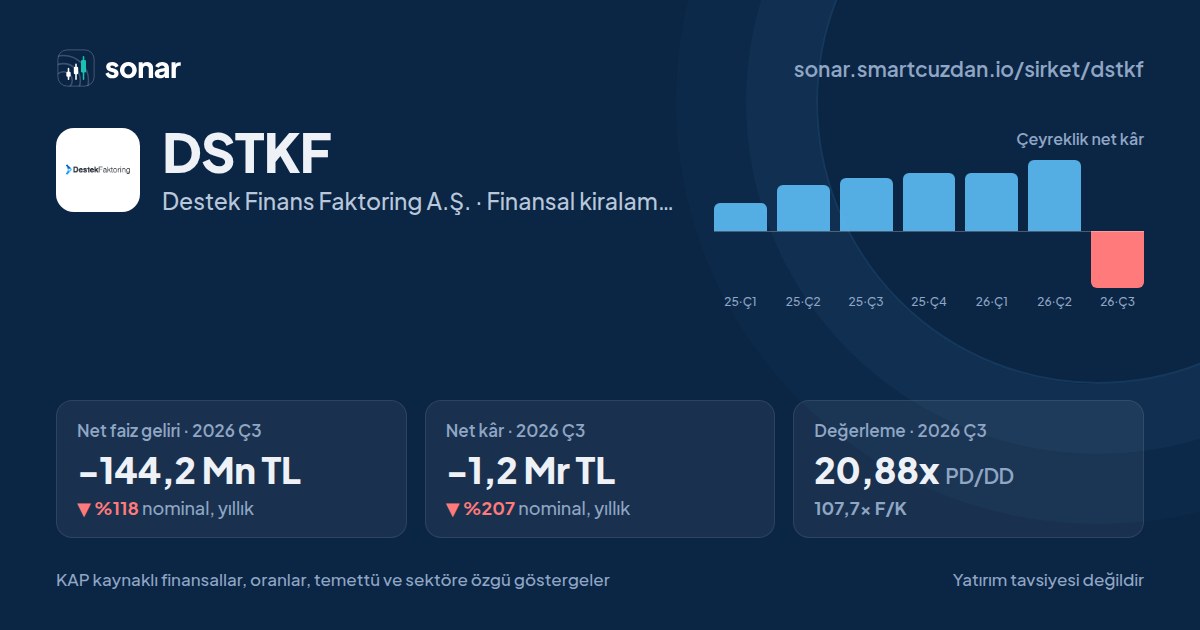 sonar
sonar.smartcuzdan.io/sirket/dstkf
DestekFaktoring
DSTKF
Destek Finans Faktoring A.Ş. · Finansal kiralam...
Çeyreklik net kâr
25·Ç1 25·Ç2 25·Ç3 25·Ç4 26·Ç1 26·Ç2 26·Ç3
Net faiz geliri · 2026 Ç3
−144,2 Mn TL
▼ %118 nominal, yıllık
Net kâr · 2026 Ç3
−1,2 Mr TL
▼ %207 nominal, yıllık
Değerleme · 2026 Ç3
20,88x PD/DD
107,7× F/K
KAP kaynaklı finansallar, oranlar, temettü ve sektöre özgü göstergeler
Yatırım tavsiyesi değildir